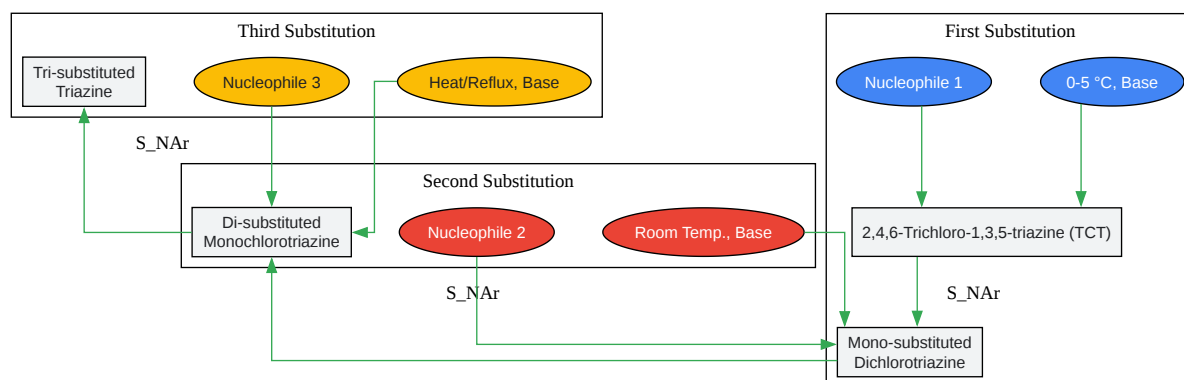 Third Substitution
First Substitution
Tri-substituted
Triazine
Nucleophile 3
Heat/Reflux, Base
Nucleophile 1
0-5 °C, Base
S_NAr
Second Substitution
Di-substituted
Monochlorotriazine
Nucleophile 2
Room Temp., Base
2,4,6-Trichloro-1,3,5-triazine (TCT)
S_NAr
S_NAr
Mono-substituted
Dichlorotriazine